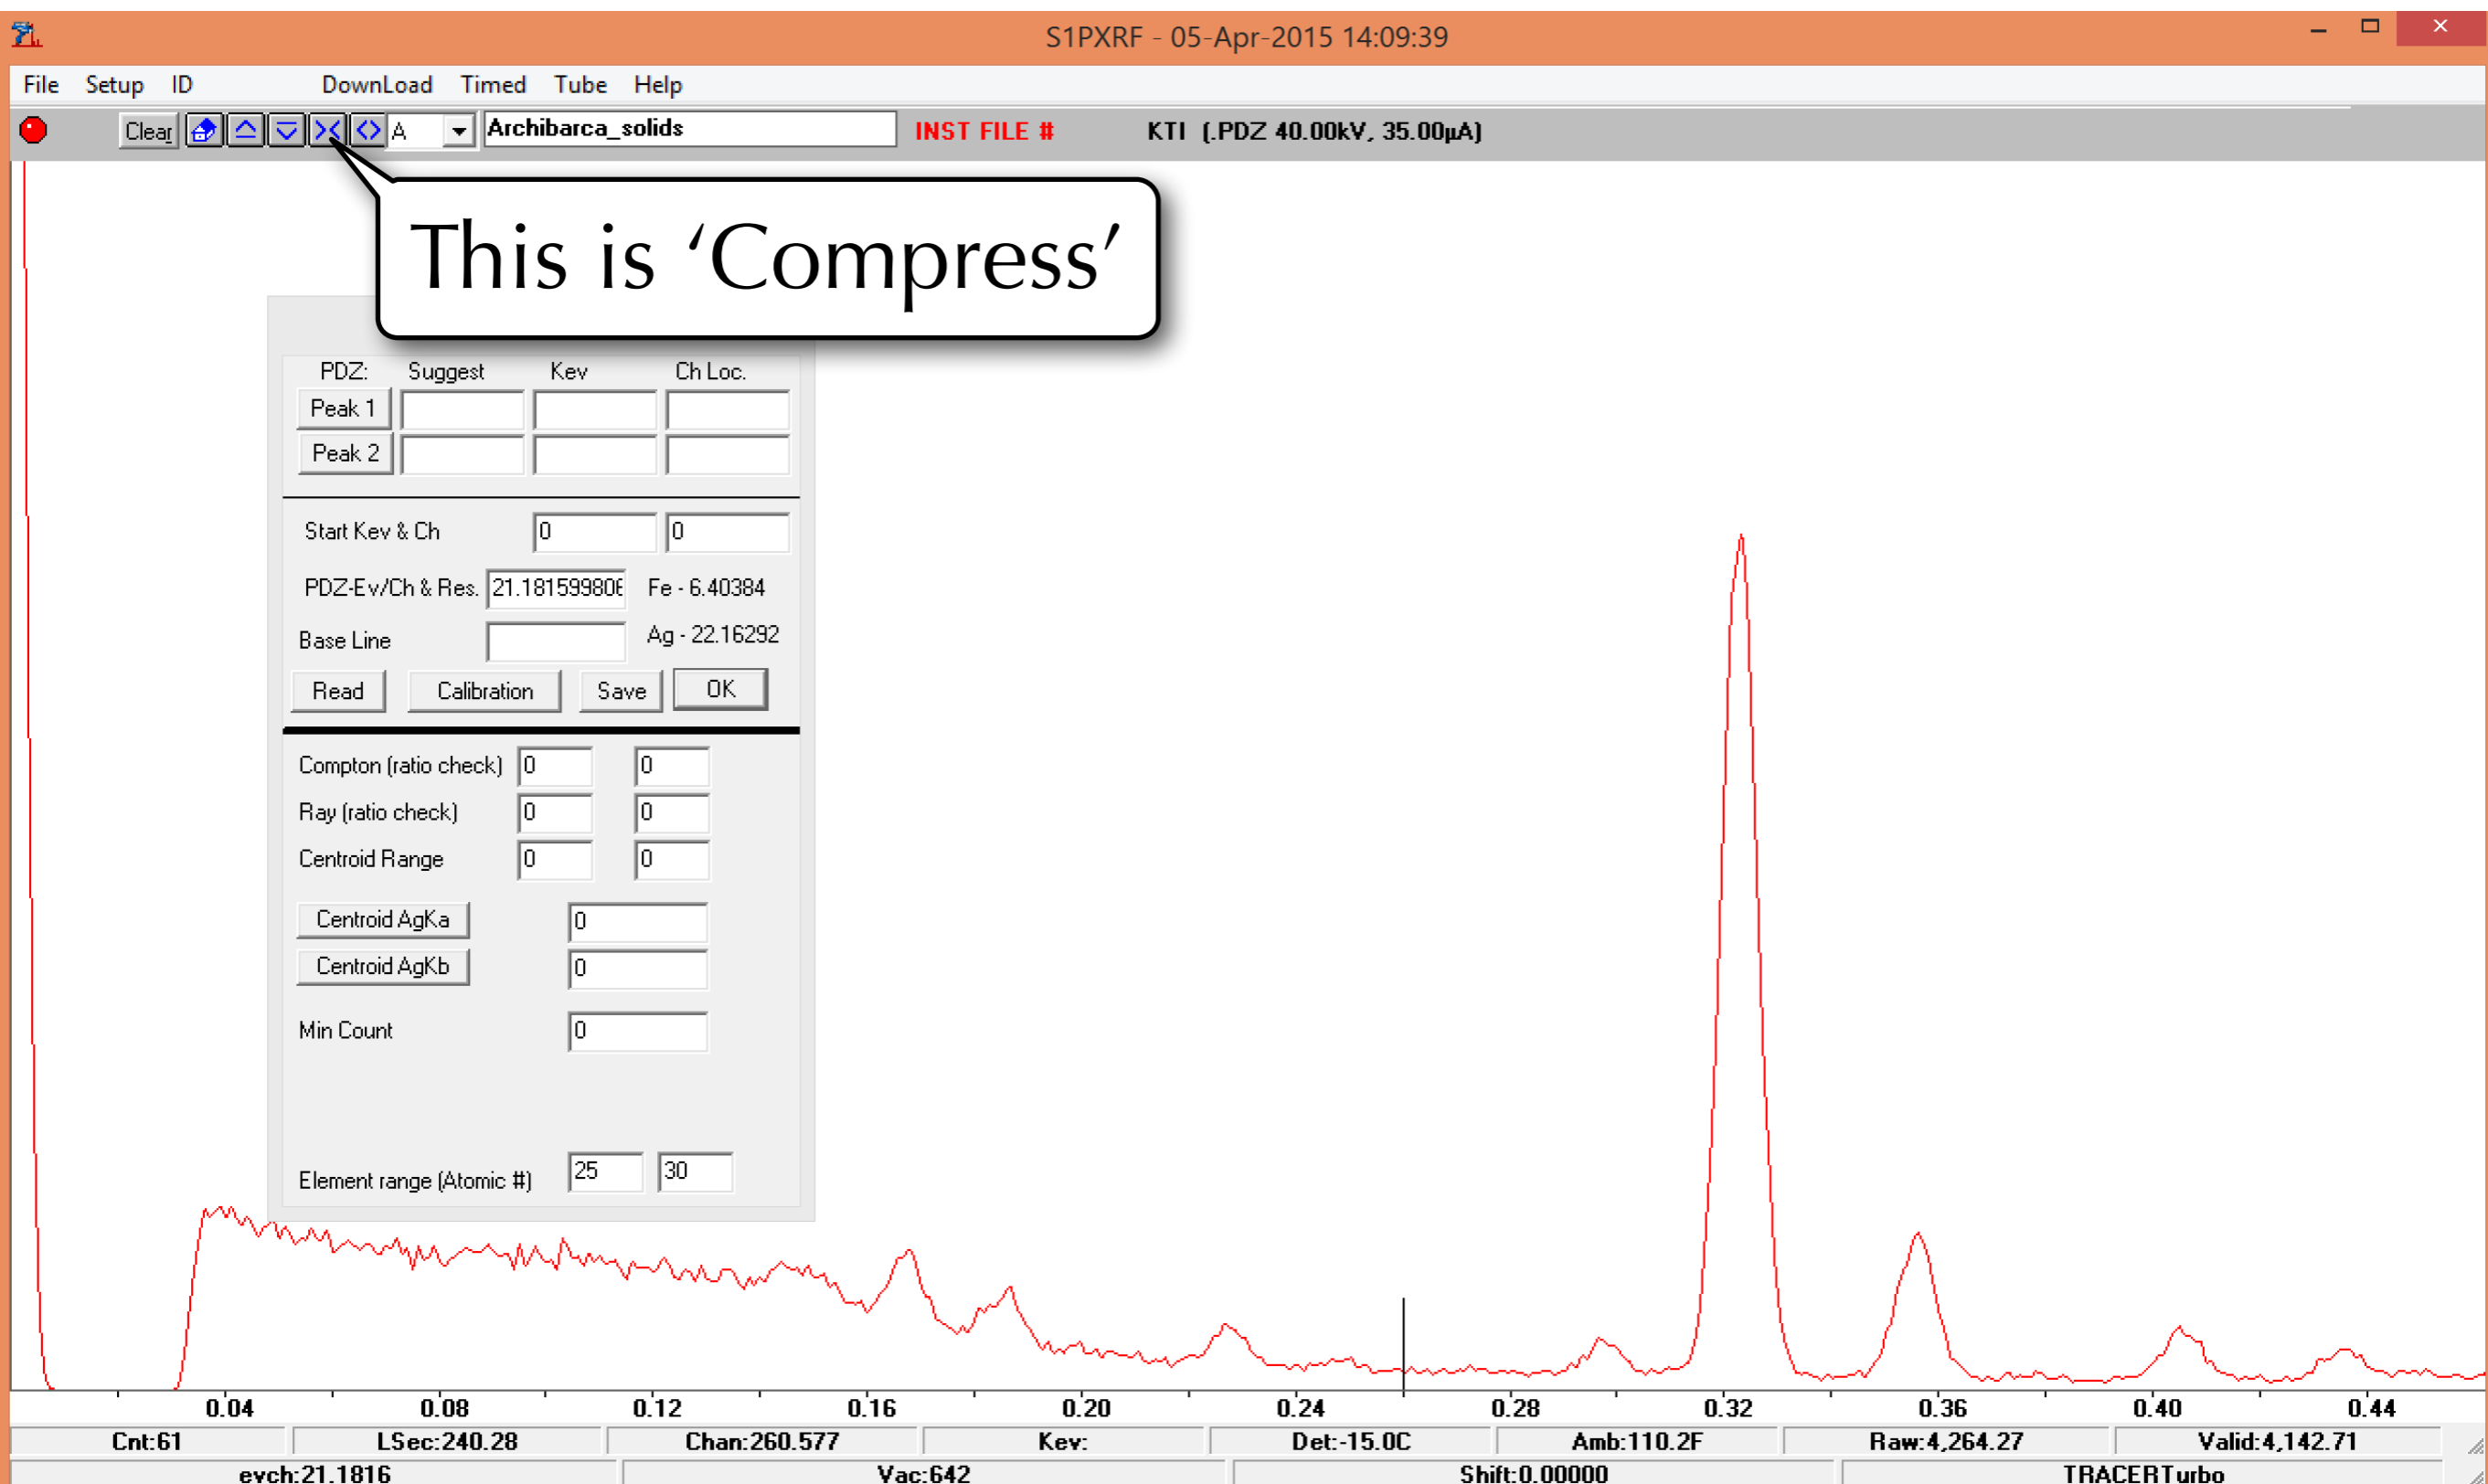 S1PXRF - 05-Apr-2015 14:09:39
File Setup ID DownLoad Timed Tube Help
Clear A Archibarca_solids INST FILE # KTI (.PDZ 40.00kV, 35.00µA)
This is ‘Compress’
PDZ: Suggest Kev Ch Loc.
Peak 1
Peak 2
Start Kev & Ch 0 0
PDZ-Ev/Ch & Res. 21.181599806 Fe - 6.40384
Base Line Ag - 22.16292
Read Calibration Save OK
Compton (ratio check) 0 0
Ray (ratio check) 0 0
Centroid Range 0 0
Centroid AgKa 0
Centroid AgKb 0
Min Count 0
Element range (Atomic #) 25 30
0.04 0.08 0.12 0.16 0.20 0.24 0.28 0.32 0.36 0.40 0.44
Cnt:61 LSec:240.28 Chan:260.577 Kev: Det:-15.0C Amb:110.2F Raw:4,264.27 Valid:4,142.71
evch:21.1816 Vac:642 Shift:0.00000 TRACERTurbo